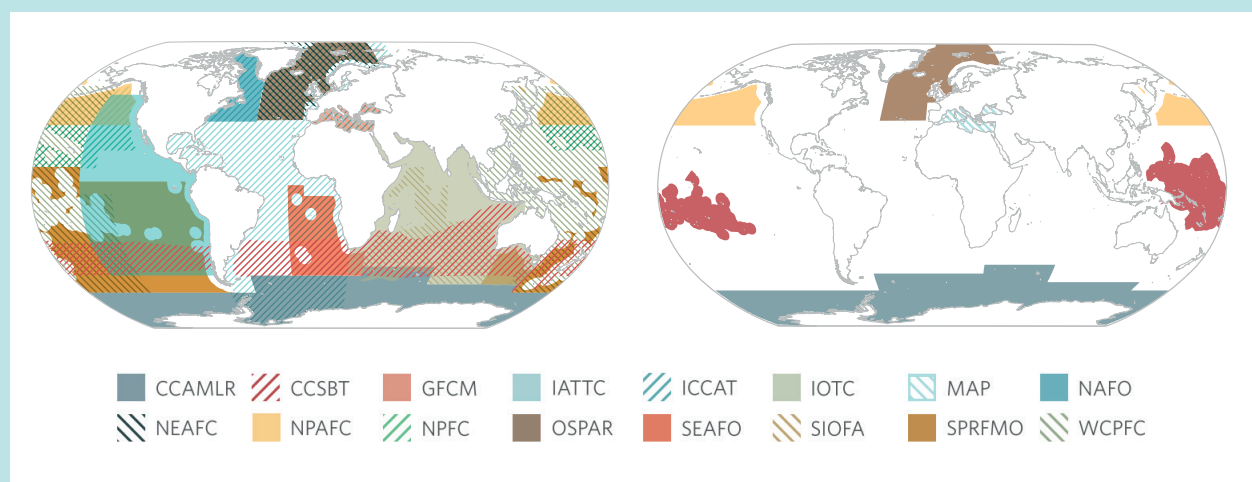 CCAMLR CCSBT GFCM IATTC ICCAT IOTC MAP NAFO
NEAFC NPAFC NPFC OSPAR SEAFO SIOFA SPRFMO WCPFC